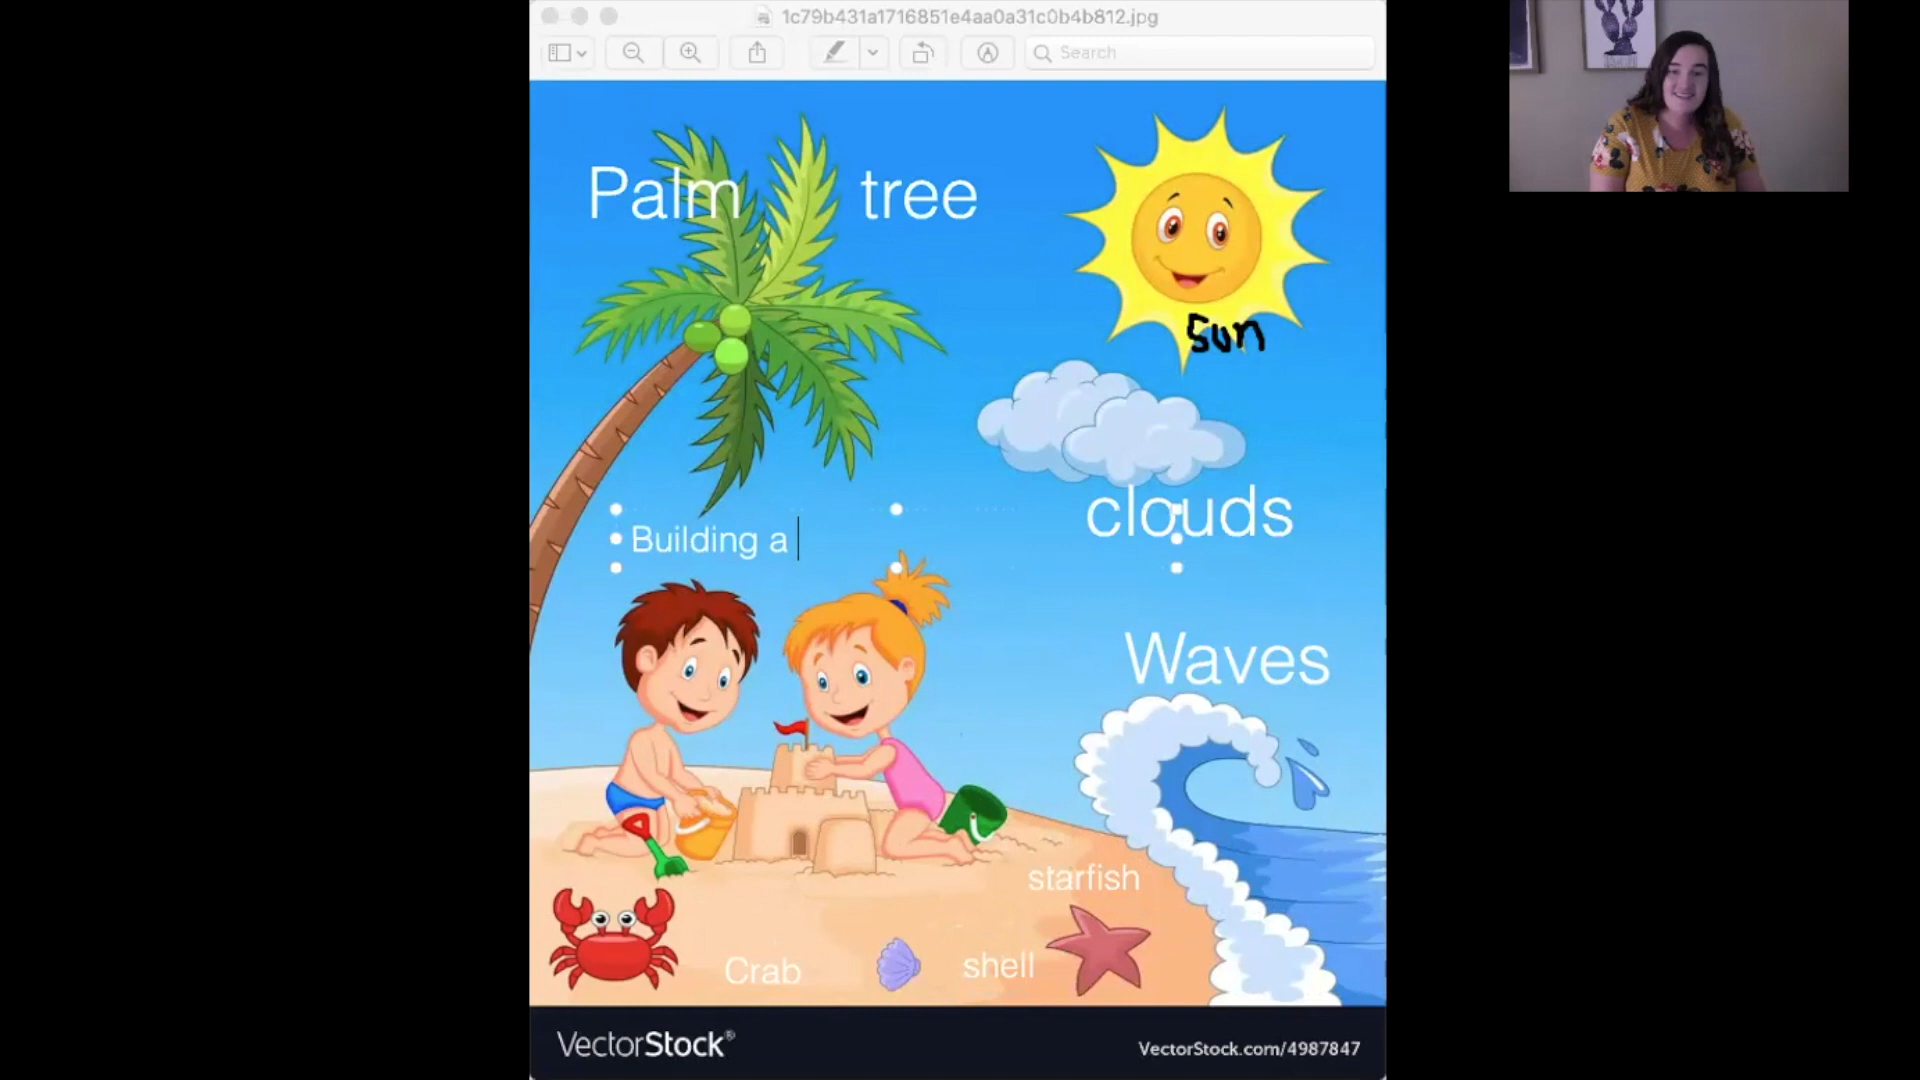 1c79b431a1716851e4aa0a31c0b4b812.jpg
Search
Palm tree
sun
clouds
Building a
Waves
starfish
Crab
shell
VectorStock®
VectorStock.com/4987847